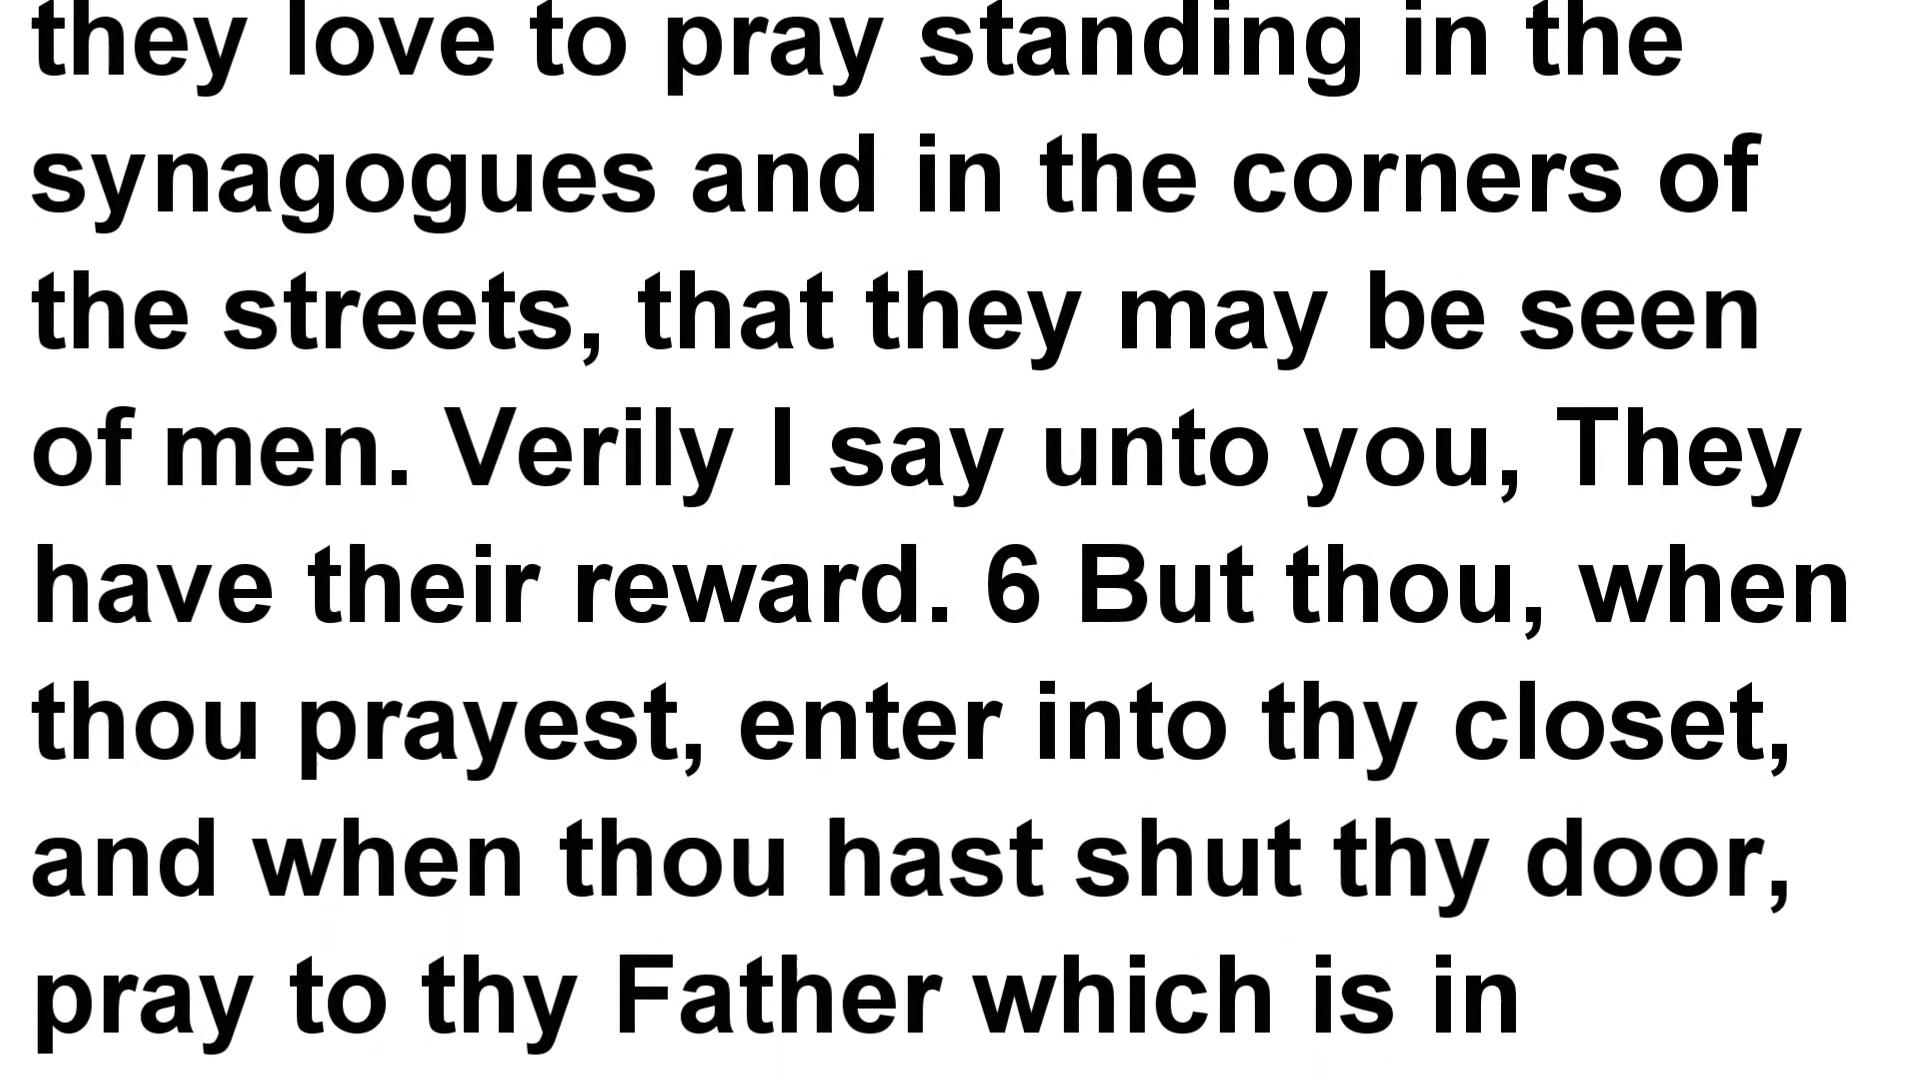 they love to pray standing in the
synagogues and in the corners of
the streets, that they may be seen
of men. Verily I say unto you, They
have their reward. 6 But thou, when
thou prayest, enter into thy closet,
and when thou hast shut thy door,
pray to thy Father which is in